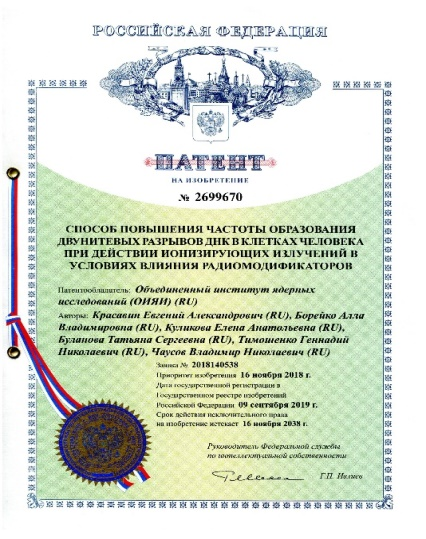 РОССИЙСКАЯ ФЕДЕРАЦИЯ
ПАТЕНТ
НА ИЗОБРЕТЕНИЕ
№ 2699670
СПОСОБ ПОВЫШЕНИЯ ЧАСТОТЫ ОБРАЗОВАНИЯ
ДВУНИТЕВЫХ РАЗРЫВОВ ДНК В КЛЕТКАХ ЧЕЛОВЕКА
ПРИ ДЕЙСТВИИ ИОНИЗИРУЮЩИХ ИЗЛУЧЕНИЙ В
УСЛОВИЯХ ВЛИЯНИЯ РАДИОМОДИФИКАТОРОВ
Патентообладатель: Объединенный институт ядерных
исследований (ОИЯИ) (RU)
Авторы: Красавин Евгений Александрович (RU), Борейко Алла
Владимировна (RU), Куликова Елена Анатольевна (RU),
Буланова Татьяна Сергеевна (RU), Тимошенко Геннадий
Николаевич (RU), Чаусов Владимир Николаевич (RU)
Заявка № 2018140538
Приоритет изобретения 16 ноября 2018 г.
Дата государственной регистрации в
Государственном реестре изобретений
Российской Федерации 09 сентября 2019 г.
Срок действия исключительного права
на изобретение истекает 16 ноября 2038 г.
Руководитель Федеральной службы
по интеллектуальной собственности
Г.П. Ивлиев